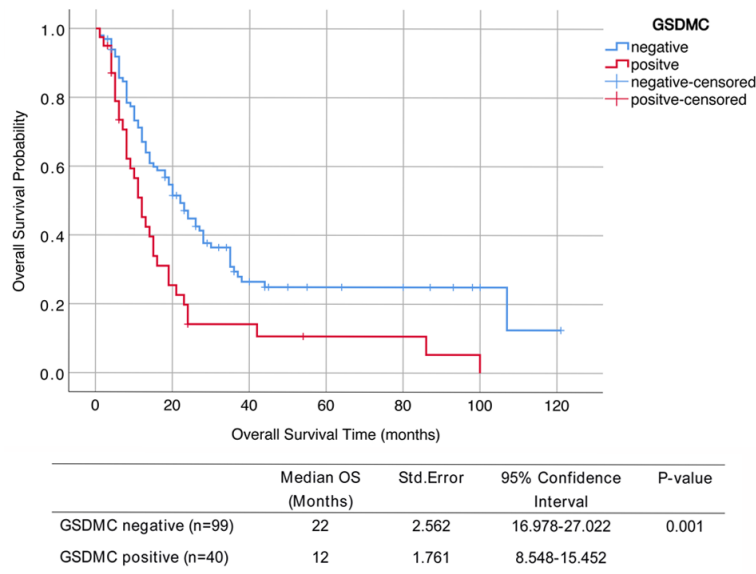 GSDMC
negative
positve
negative-censored
positve-censored
Overall Survival Probability
1.0
0.8
0.6
0.4
0.2
0.0
0 20 40 60 80 100 120
Overall Survival Time (months)
Median OS (Months) Std.Error 95% Confidence Interval P-value
GSDMC negative (n=99) 22 2.562 16.978-27.022 0.001
GSDMC positive (n=40) 12 1.761 8.548-15.452